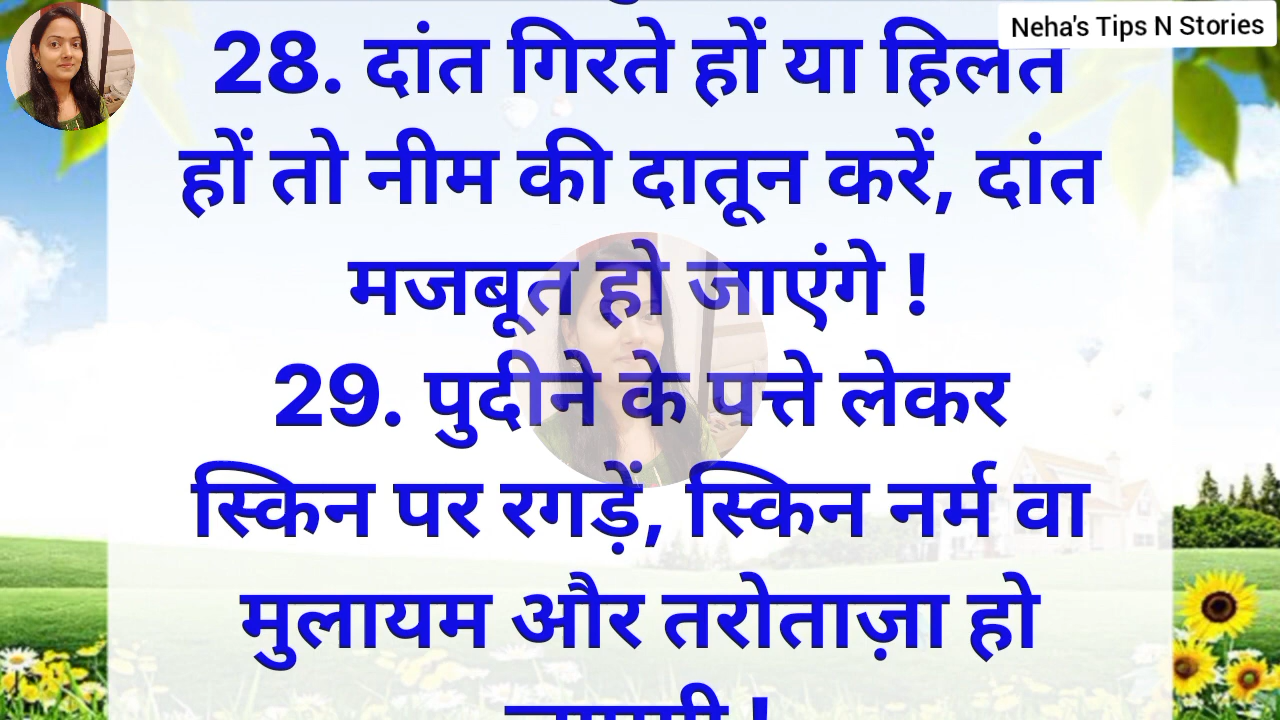 Neha's Tips N Stories
28. दांत गिरते हों या हिलते
हों तो नीम की दातून करें, दांत
मजबूत हो जाएंगे !
29. पुदीने के पत्ते लेकर
स्किन पर रगड़ें, स्किन नर्म वा
मुलायम और तरोताज़ा हो